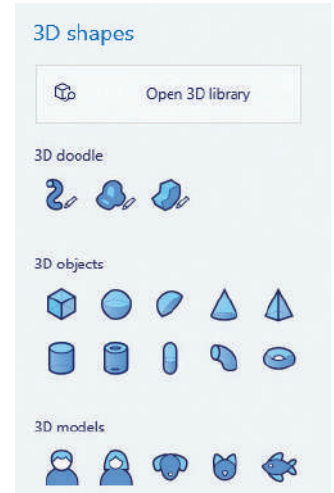 3D shapes
Open 3D library
3D doodle
3D objects
3D models